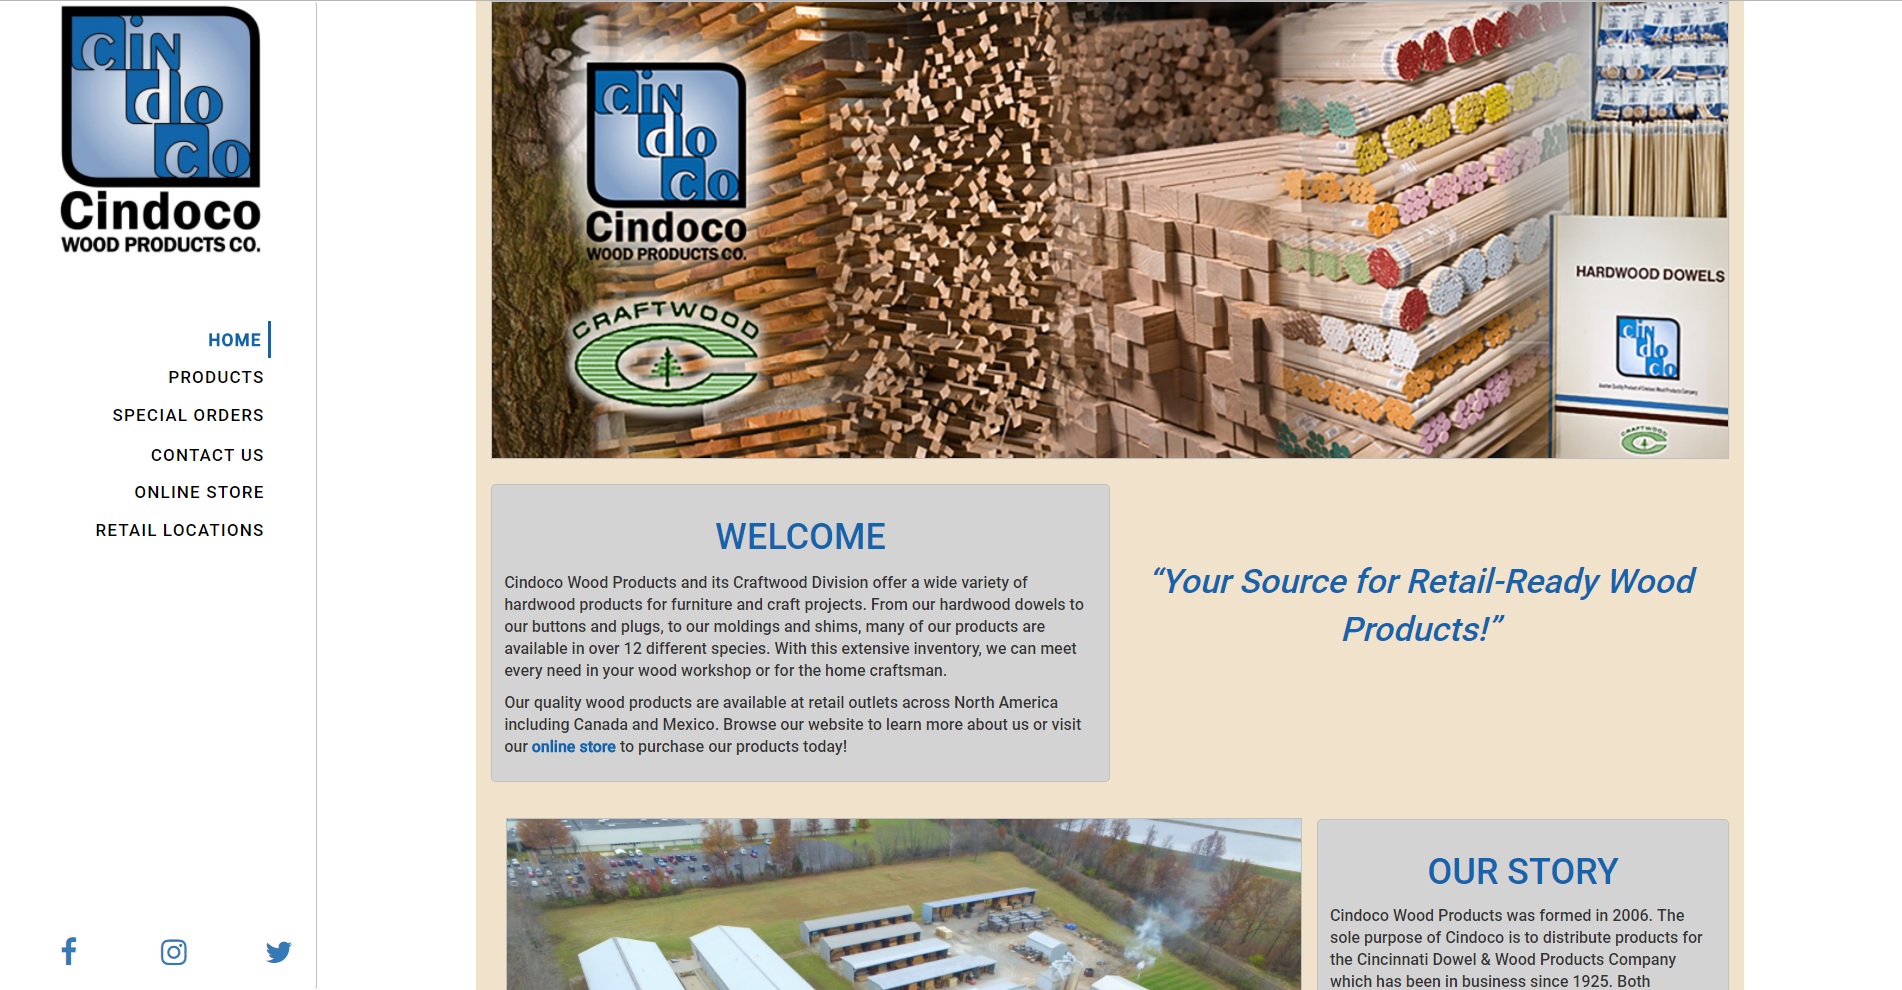 Cindoco
Cindoco
WOOD PRODUCTS CO.
HOME
PRODUCTS
SPECIAL ORDERS
CONTACT US
ONLINE STORE
RETAIL LOCATIONS
Cindoco
Cindoco
WOOD PRODUCTS CO.
CRAFTWOOD
HARDWOOD DOWELS
Cindoco
CRAFTWOOD
WELCOME
Cindoco Wood Products and its Craftwood Division offer a wide variety of
hardwood products for furniture and craft projects. From our hardwood dowels to
our buttons and plugs, to our moldings and shims, many of our products are
available in over 12 different species. With this extensive inventory, we can meet
every need in your wood workshop or for the home craftsman.
Our quality wood products are available at retail outlets across North America
including Canada and Mexico. Browse our website to learn more about us or visit
our online store to purchase our products today!
“Your Source for Retail-Ready Wood
Products!”
OUR STORY
Cindoco Wood Products was formed in 2006. The
sole purpose of Cindoco is to distribute products for
the Cincinnati Dowel & Wood Products Company
which has been in business since 1925. Both